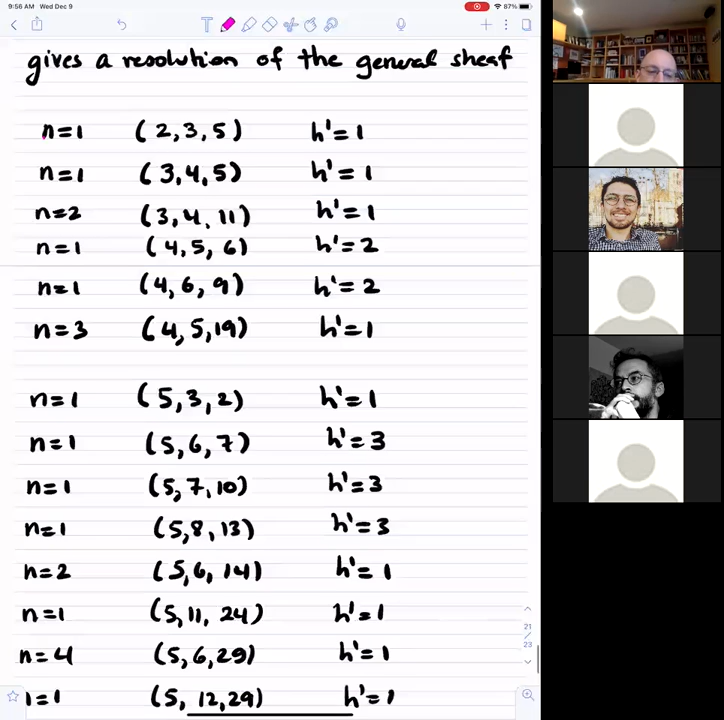 9:56 AM Wed Dec 9
87%
gives a resolution of the general sheaf
n=1 (2,3,5) h'=1
n=1 (3,4,5) h'=1
n=2 (3,4,11) h'=1
n=1 (4,5,6) h'=2
n=1 (4,6,9) h'=2
n=3 (4,5,19) h'=1
n=1 (5,3,2) h'=1
n=1 (5,6,7) h'=3
n=1 (5,7,10) h'=3
n=1 (5,8,13) h'=3
n=2 (5,6,14) h'=1
n=1 (5,11,24) h'=1
n=4 (5,6,29) h'=1
1=1 (5,12,29) h'=1
21
/
23